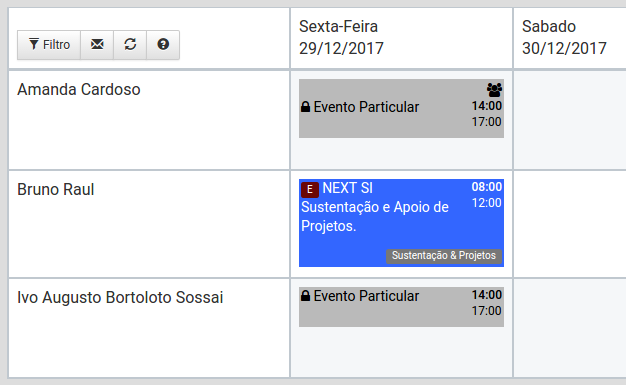 Filtro
Sexta-Feira
29/12/2017
Sabado
30/12/2017
Amanda Cardoso
Evento Particular
14:00
17:00
Bruno Raul
E NEXT SI
Sustentação e Apoio de
Projetos.
08:00
12:00
Sustentação & Projetos
Ivo Augusto Bortoloto Sossai
Evento Particular
14:00
17:00